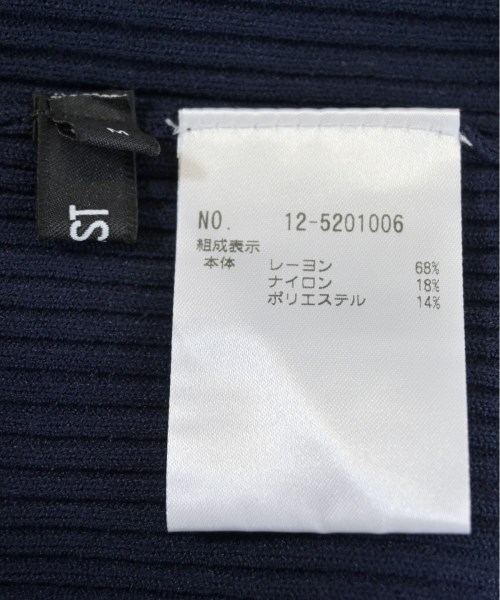 ST
NO. 12-5201006
組成表示
本体 レーヨン 68%
ナイロン 18%
ポリエステル 14%